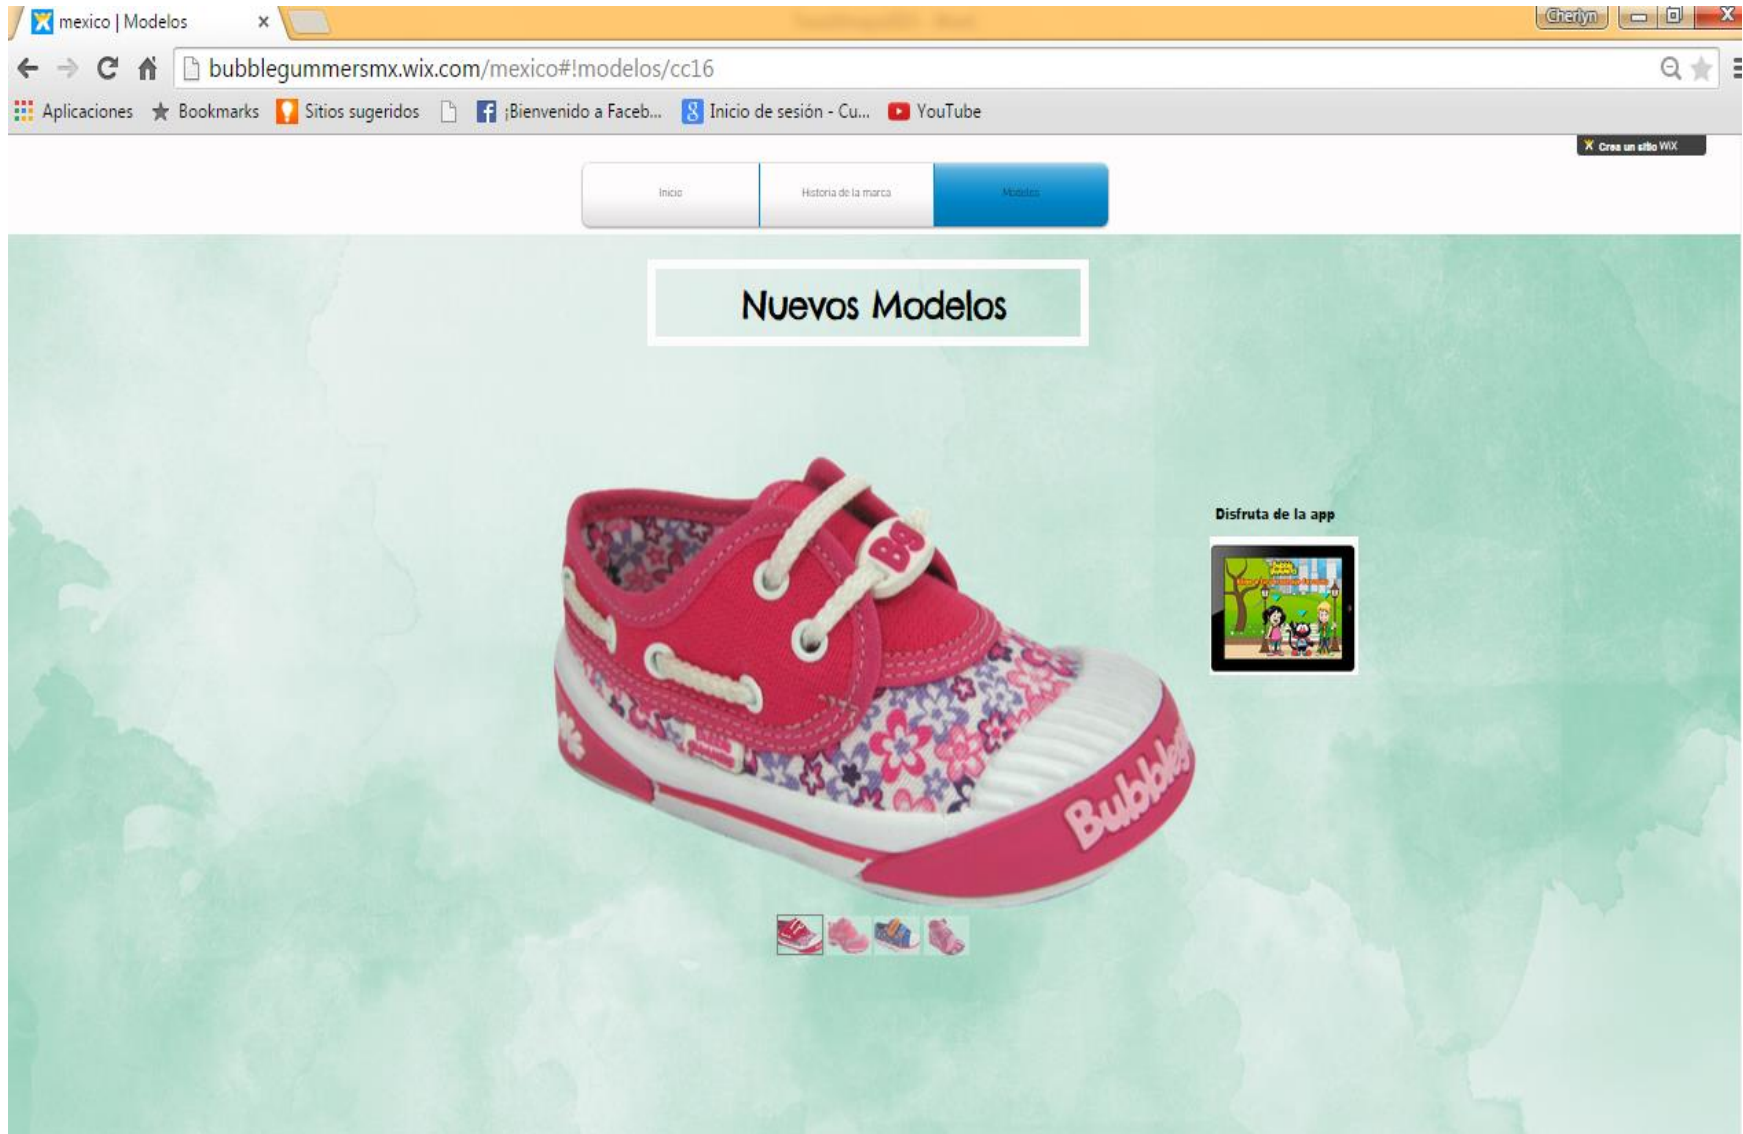 mexico | Modelos
Cherlyn
bubblegummersmx.wix.com/mexico#!modelos/cc16
Aplicaciones
Bookmarks
Sitios sugeridos
¡Bienvenido a Faceb...
Inicio de sesión - Cu...
YouTube
Crea un sitio WiX
Inicio
Historia de la marca
Modelos
Nuevos Modelos
Disfruta de la app
Bg
Bubbleg